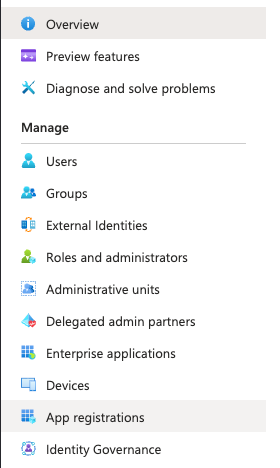 Overview
Preview features
Diagnose and solve problems
Manage
Users
Groups
External Identities
Roles and administrators
Administrative units
Delegated admin partners
Enterprise applications
Devices
App registrations
Identity Governance